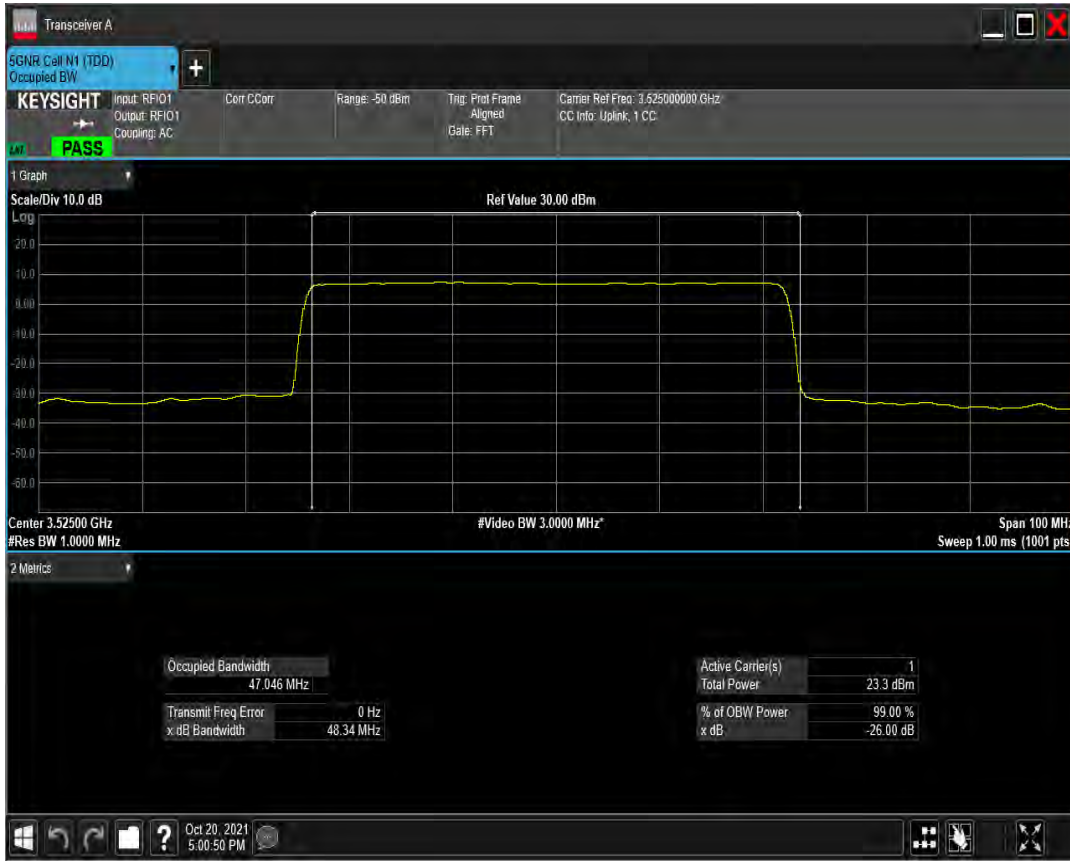 Transceiver A
5GNR Cell N1 (TDD)
Occupied BW
+
KEYSIGHT
PASS
Input: RFIO1
Output: RFIO1
Coupling: AC
Corr CCorr
Range: -50 dBm
Trig: Prot Frame
Aligned
Gate: FFT
Carrier Ref Freq: 3.525000000 GHz
CC Info: Uplink, 1 CC
1 Graph
Scale/Div 10.0 dB
Ref Value 30.00 dBm
Log
20.0
10.0
0.00
-10.0
-20.0
-30.0
-40.0
-50.0
-60.0
Center 3.52500 GHz
#Video BW 3.0000 MHz*
Span 100 MHz
#Res BW 1.0000 MHz
Sweep 1.00 ms (1001 pts
2 Metrics
Occupied Bandwidth
47.046 MHz
Transmit Freq Error 0 Hz
x dB Bandwidth 48.34 MHz
Active Carrier(s) 1
Total Power 23.3 dBm
% of OBW Power 99.00 %
x dB -26.00 dB
?
Oct 20, 2021
5:00:50 PM